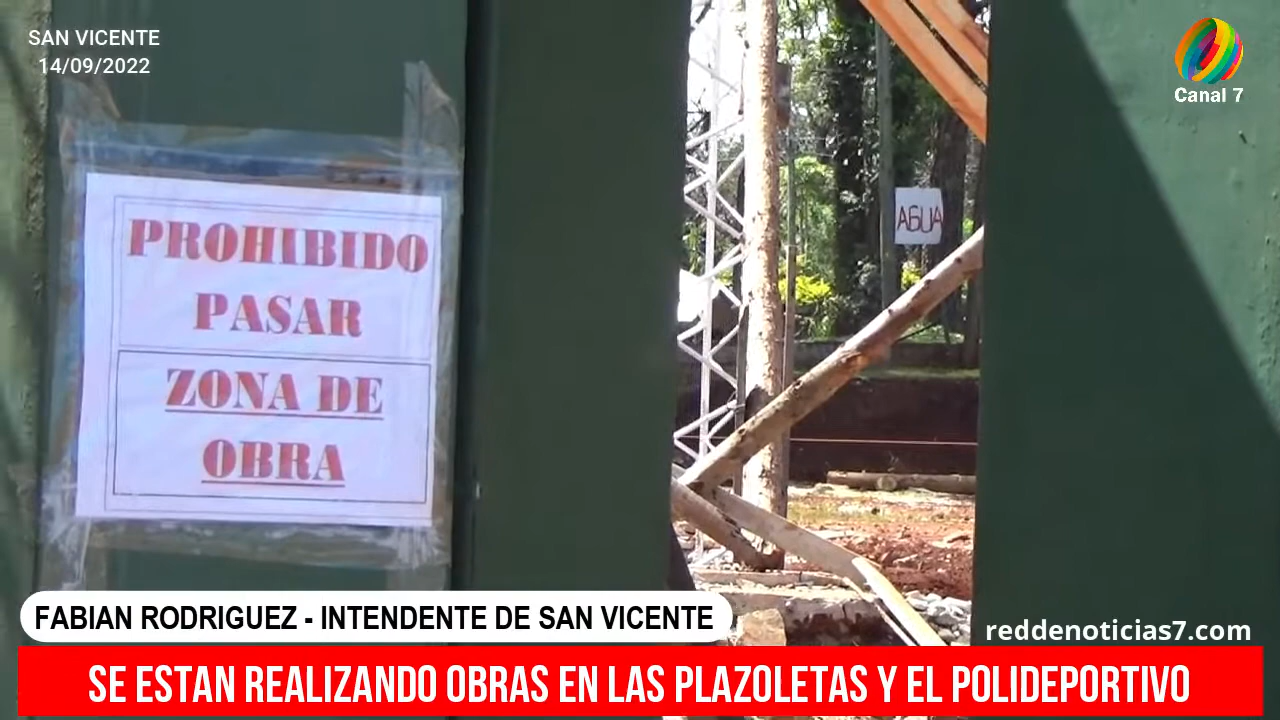 SAN VICENTE
14/09/2022
Canal 7
PROHIBIDO
PASAR
ZONA DE
OBRA
AGUA
FABIAN RODRIGUEZ - INTENDENTE DE SAN VICENTE
reddenoticias7.com
SE ESTAN REALIZANDO OBRAS EN LAS PLAZOLETAS Y EL POLIDEPORTIVO